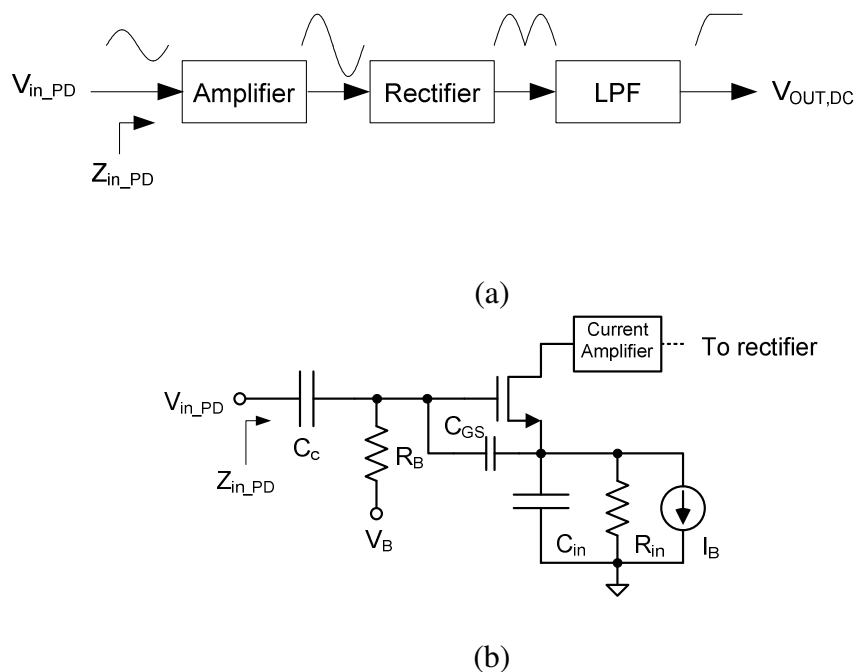 V_in_PD
Amplifier
Rectifier
LPF
V_OUT,DC
Z_in_PD
(a)
Current
Amplifier
To rectifier
V_in_PD
C_c
Z_in_PD
R_B
V_B
C_GS
C_in
R_in
I_B
(b)